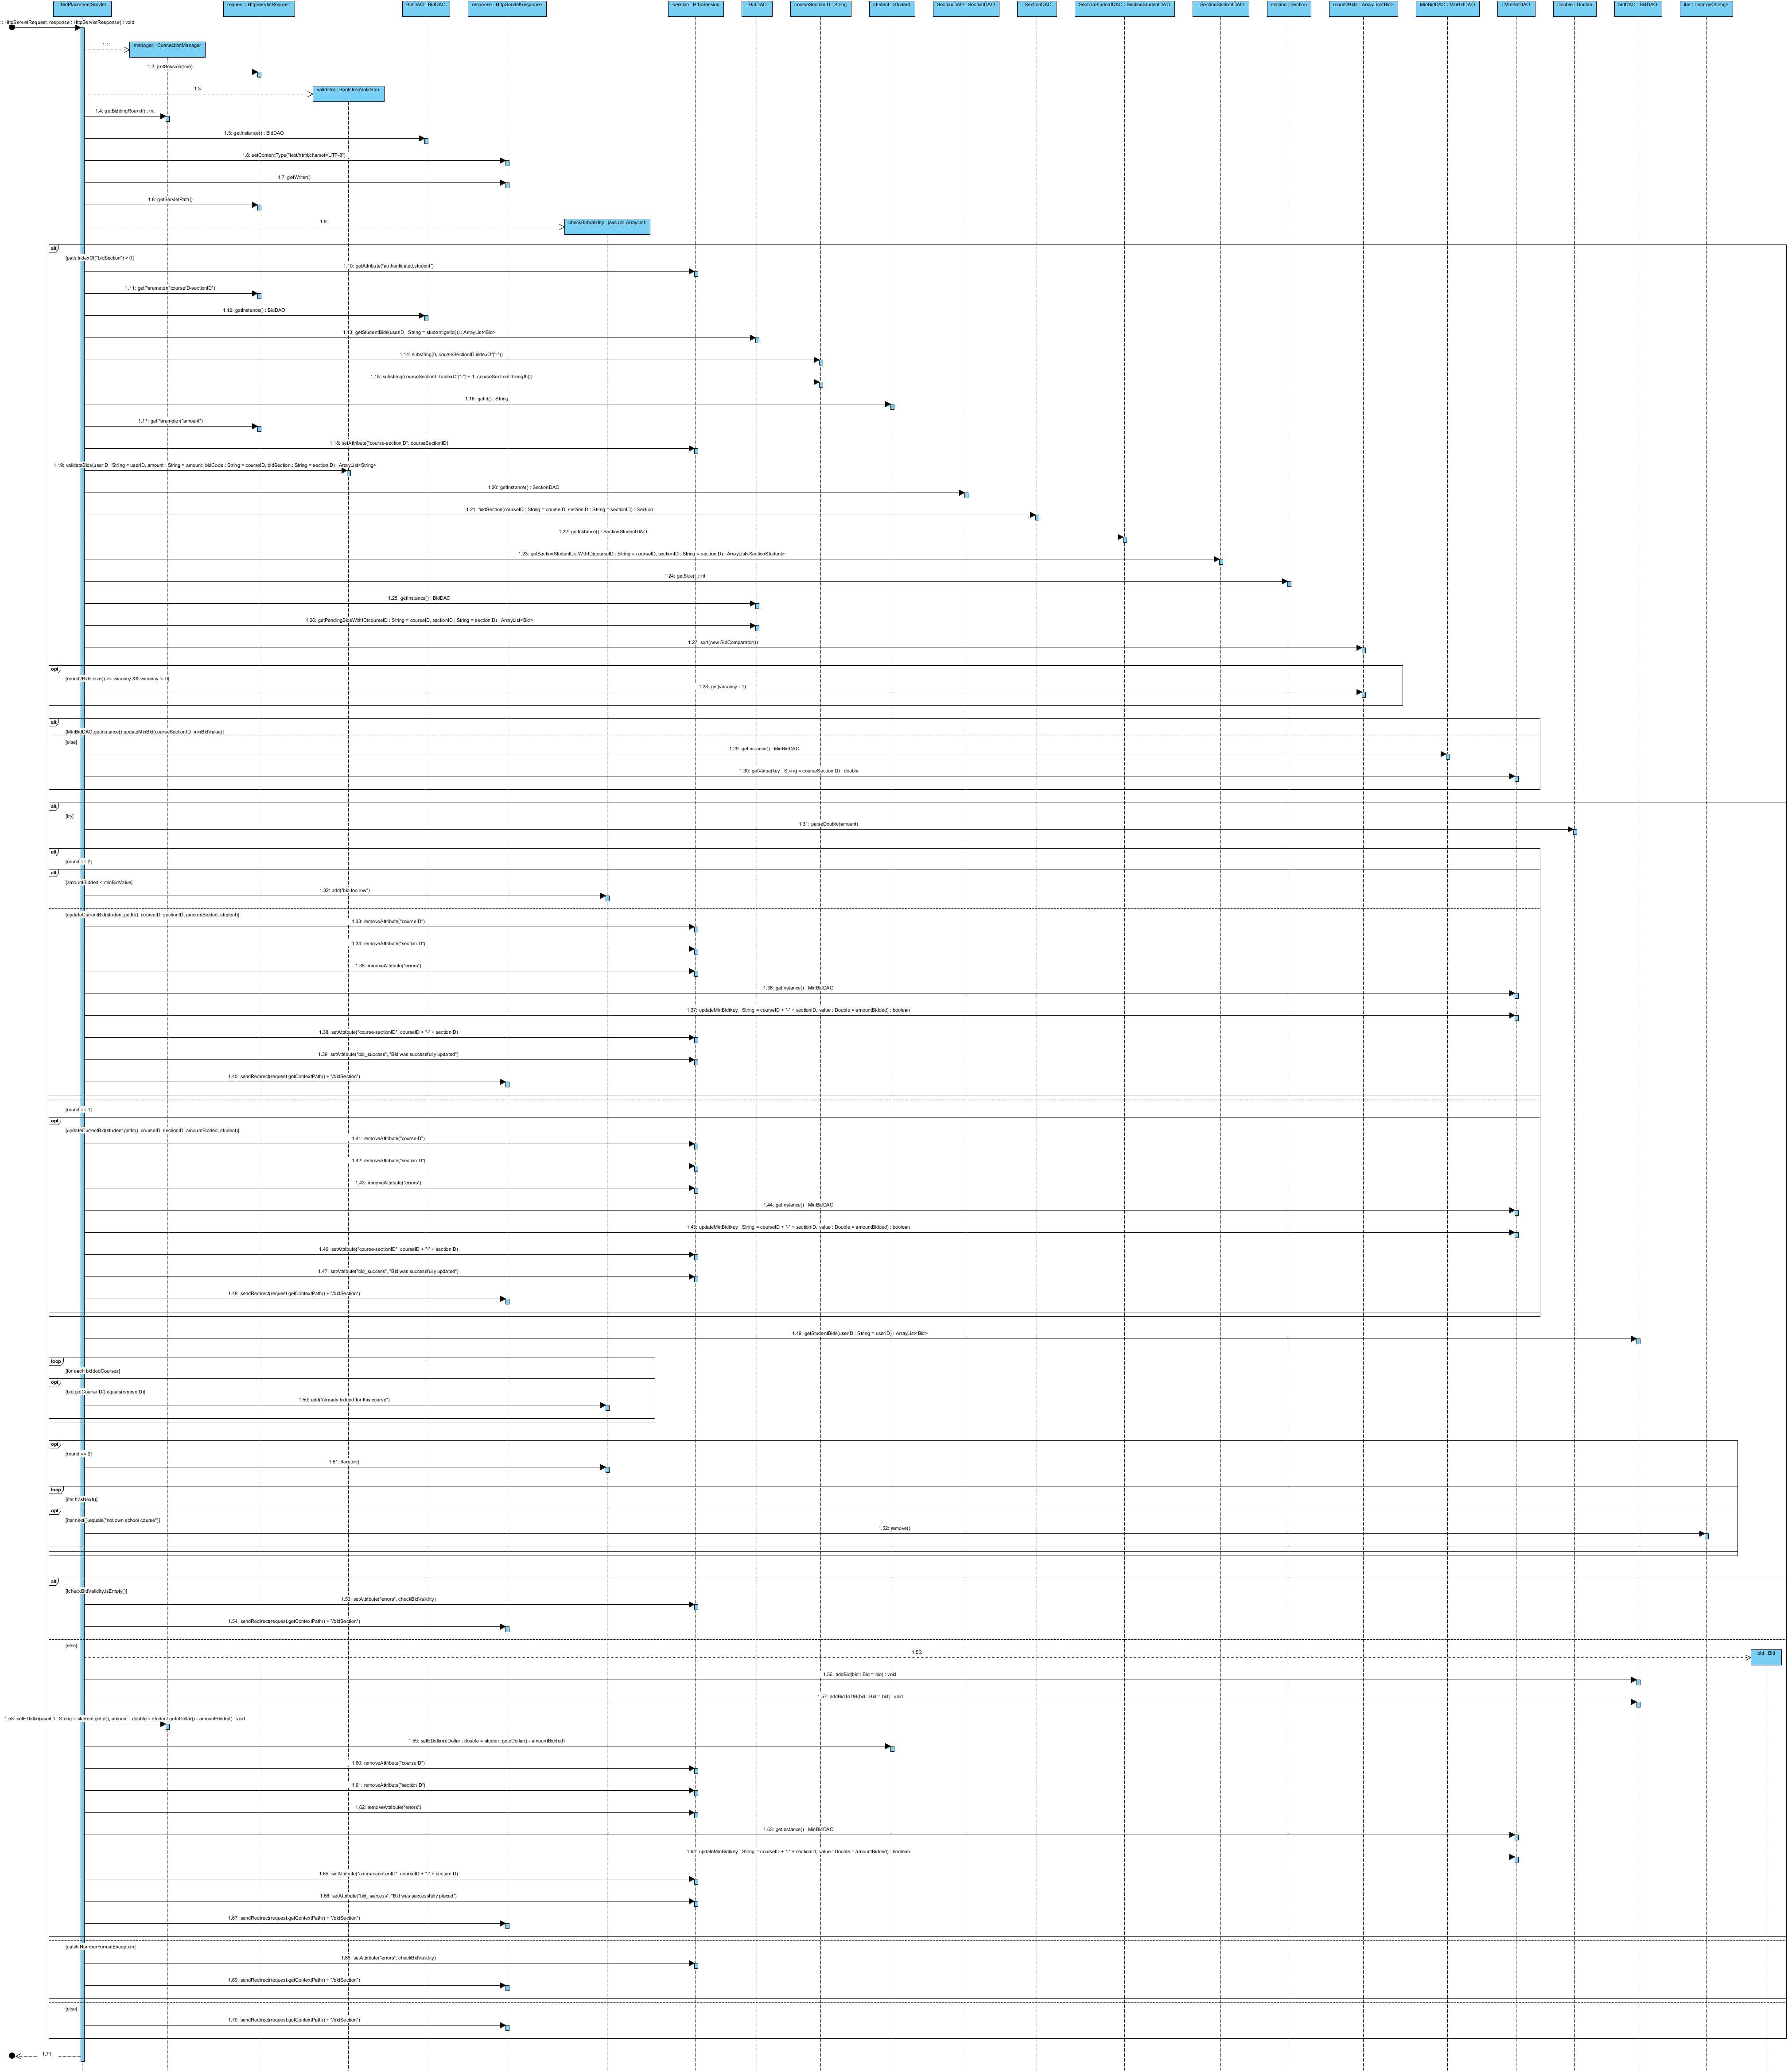 : BidPlacementServlet
request : HttpServletRequest
BidDAO : BidDAO
response : HttpServletResponse
session : HttpSession
: BidDAO
courseSectionID : String
student : Student
SectionDAO : SectionDAO
: SectionDAO
SectionStudentDAO : SectionStudentDAO
: SectionStudentDAO
section : Section
round2Bids : ArrayList<Bid>
MinBidDAO : MinBidDAO
: MinBidDAO
Double : Double
bidDAO : BidDAO
iter : Iterator<String>
: HttpServletRequest, response : HttpServletResponse) : void
1.1:
manager : ConnectionManager
1.2: getSession(true)
1.3:
validator : BootstrapValidator
1.4: getBiddingRound() : int
1.5: getInstance() : BidDAO
1.6: setContentType("text/html;charset=UTF-8")
1.7: getWriter()
1.8: getServletPath()
1.9:
checkBidValidity : java.util.ArrayList
alt
[path.indexOf("bidSection") > 0]
1.10: getAttribute("authenticated.student")
1.11: getParameter("courseID-sectionID")
1.12: getInstance() : BidDAO
1.13: getStudentBids(userID : String = student.getId()) : ArrayList<Bid>
1.14: substring(0, courseSectionID.indexOf("-"))
1.15: substring(courseSectionID.indexOf("-") + 1, courseSectionID.length())
1.16: getId() : String
1.17: getParameter("amount")
1.18: setAttribute("course-sectionID", courseSectionID)
1.19: validateBids(userID : String = userID, amount : String = amount, bidCode : String = courseID, bidSection : String = sectionID) : ArrayList<String>
1.20: getInstance() : SectionDAO
1.21: findSection(courseID : String = courseID, sectionID : String = sectionID) : Section
1.22: getInstance() : SectionStudentDAO
1.23: getSectionStudentListWithID(courseID : String = courseID, sectionID : String = sectionID) : ArrayList<SectionStudent>
1.24: getSize() : int
1.25: getInstance() : BidDAO
1.26: getPendingBidsWithID(courseID : String = courseID, sectionID : String = sectionID) : ArrayList<Bid>
1.27: sort(new BidComparator())
opt
[round2Bids.size() >= vacancy && vacancy != 0]
1.28: get(vacancy - 1)
alt
[MinBidDAO.getInstance().updateMinBid(courseSectionID, minBidValue)]
[else]
1.29: getInstance() : MinBidDAO
1.30: getValue(key : String = courseSectionID) : double
alt
[try]
1.31: parseDouble(amount)
alt
[round == 2]
alt
[amountBidded < minBidValue]
1.32: add("bid too low")
[updateCurrentBid(student.getId(), courseID, sectionID, amountBidded, student)]
1.33: removeAttribute("courseID")
1.34: removeAttribute("sectionID")
1.35: removeAttribute("errors")
1.36: getInstance() : MinBidDAO
1.37: updateMinBid(key : String = courseID + "-" + sectionID, value : Double = amountBidded) : boolean
1.38: setAttribute("course-sectionID", courseID + "-" + sectionID)
1.39: setAttribute("bid_success", "Bid was successfully updated")
1.40: sendRedirect(request.getContextPath() + "/bidSection")
[round == 1]
opt
[updateCurrentBid(student.getId(), courseID, sectionID, amountBidded, student)]
1.41: removeAttribute("courseID")
1.42: removeAttribute("sectionID")
1.43: removeAttribute("errors")
1.44: getInstance() : MinBidDAO
1.45: updateMinBid(key : String = courseID + "-" + sectionID, value : Double = amountBidded) : boolean
1.46: setAttribute("course-sectionID", courseID + "-" + sectionID)
1.47: setAttribute("bid_success", "Bid was successfully updated")
1.48: sendRedirect(request.getContextPath() + "/bidSection")
1.49: getStudentBids(userID : String = userID) : ArrayList<Bid>
loop
[for each biddedCourses]
opt
[bid.getCourseID().equals(courseID)]
1.50: add("already bidded for this course")
opt
[round == 2]
1.51: iterator()
loop
[iter.hasNext()]
opt
[iter.next().equals("not own school course")]
1.52: remove()
alt
[!checkBidValidity.isEmpty()]
1.53: setAttribute("errors", checkBidValidity)
1.54: sendRedirect(request.getContextPath() + "/bidSection")
[else]
1.55:
bid : Bid
1.56: addBid(bid : Bid = bid) : void
1.57: addBidToDB(bid : Bid = bid) : void
1.58: setEDollar(userID : String = student.getId(), amount : double = student.geteDollar() - amountBidded) : void
1.59: setEDollar(eDollar : double = student.geteDollar() - amountBidded)
1.60: removeAttribute("courseID")
1.61: removeAttribute("sectionID")
1.62: removeAttribute("errors")
1.63: getInstance() : MinBidDAO
1.64: updateMinBid(key : String = courseID + "-" + sectionID, value : Double = amountBidded) : boolean
1.65: setAttribute("course-sectionID", courseID + "-" + sectionID)
1.66: setAttribute("bid_success", "Bid was successfully placed")
1.67: sendRedirect(request.getContextPath() + "/bidSection")
[catch NumberFormatException]
1.68: setAttribute("errors", checkBidValidity)
1.69: sendRedirect(request.getContextPath() + "/bidSection")
[else]
1.70: sendRedirect(request.getContextPath() + "/bidSection")
1.71: